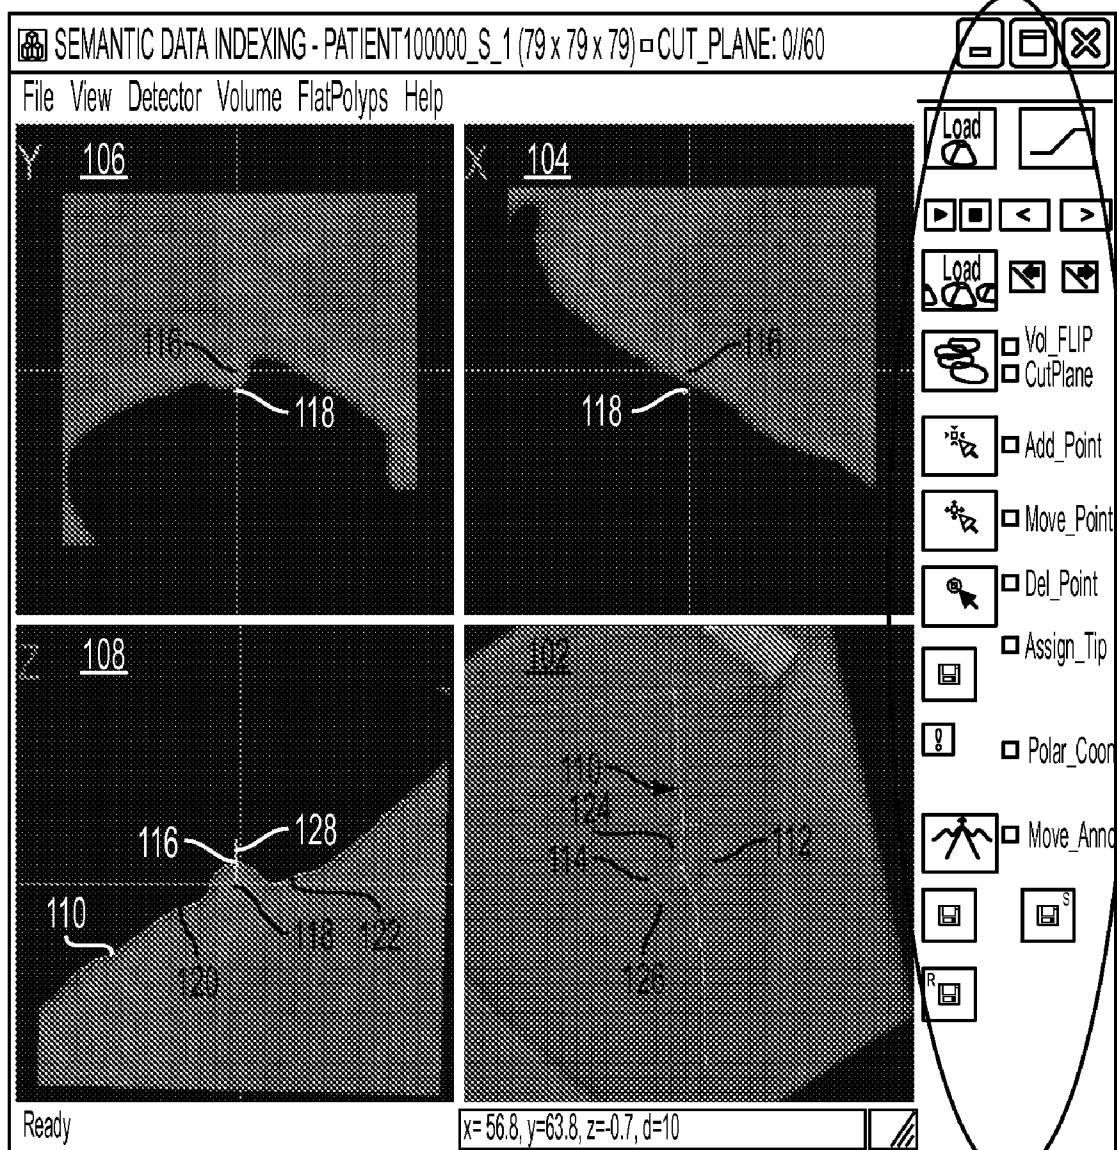 SEMANTIC DATA INDEXING - PATIENT100000_S_1 (79 x 79 x 79) CUT_PLANE: 0//60
File View Detector Volume FlatPolyps Help
Y 106
X 104
Load
Load
116
118
116
118
Vol_FLIP
CutPlane
Add_Point
Move_Point
Del_Point
Assign_Tip
Polar_Coor
Move_Anno
S
R
Z 108
116
128
110
118
122
120
102
110
124
114
112
126
Ready
x= 56.8, y=63.8, z=-0.7, d=10